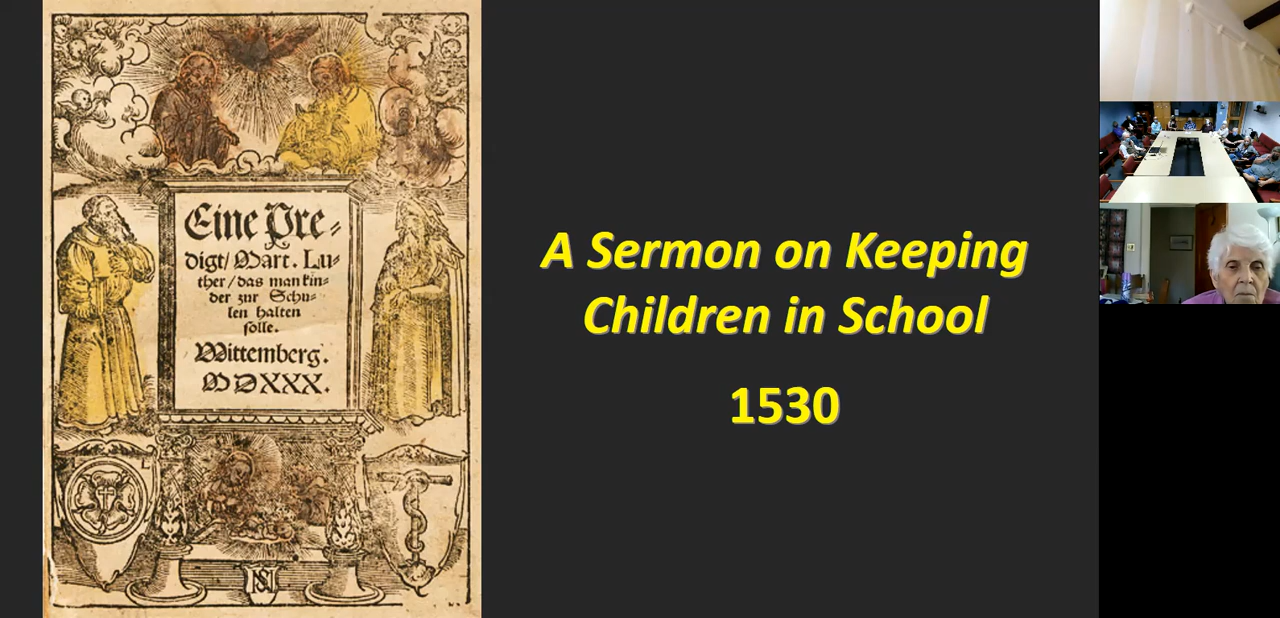 Eine Pre⸗
digt/ Mart. Lu⸗
ther/ das man kin⸗
der zur Schu⸗
len halten
solle.
Wittemberg.
MDXXX.
A Sermon on Keeping
Children in School
1530